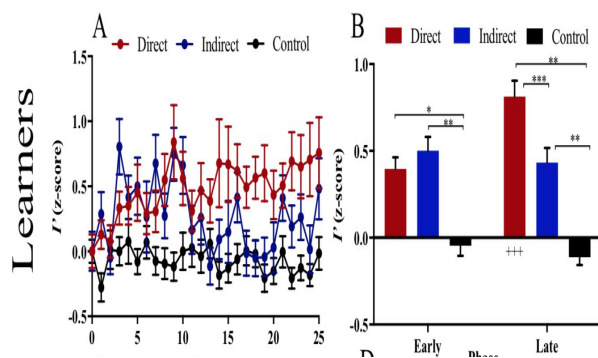 A
Direct Indirect Control
Learners
I' (z-score)
1.5
1.0
0.5
0.0
-0.5
0 5 10 15 20 25
B
Direct Indirect Control
I' (z-score)
1.0
0.5
0.0
-0.5
* ** ** *** **
+++
Early Late
Phase
D